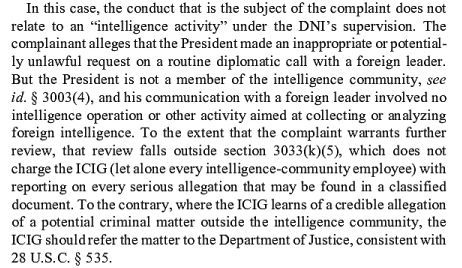 In this case, the conduct that is the subject of the complaint does not
relate to an “intelligence activity” under the DNI’s supervision. The
complainant alleges that the President made an inappropriate or potential-
ly unlawful request on a routine diplomatic call with a foreign leader.
But the President is not a member of the intelligence community, see
id. § 3003(4), and his communication with a foreign leader involved no
intelligence operation or other activity aimed at collecting or analyzing
foreign intelligence. To the extent that the complaint warrants further
review, that review falls outside section 3033(k)(5), which does not
charge the ICIG (let alone every intelligence-community employee) with
reporting on every serious allegation that may be found in a classified
document. To the contrary, where the ICIG learns of a credible allegation
of a potential criminal matter outside the intelligence community, the
ICIG should refer the matter to the Department of Justice, consistent with
28 U.S.C. § 535.